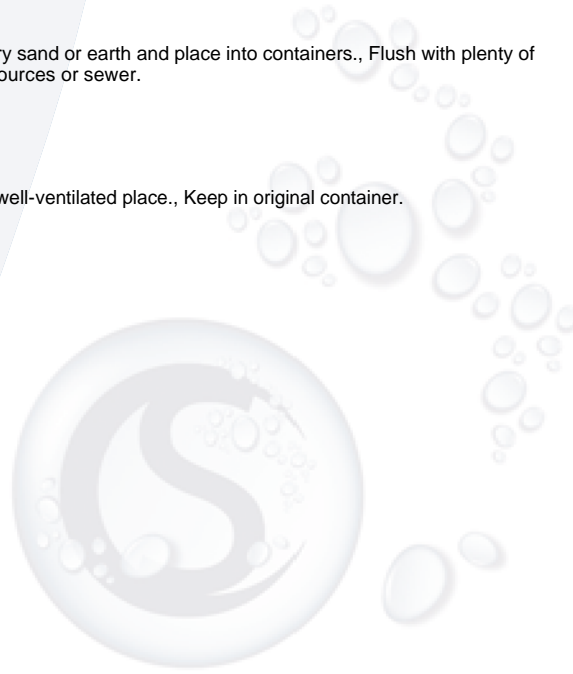 ry sand or earth and place into containers., Flush with plenty of
ources or sewer.
well-ventilated place., Keep in original container.